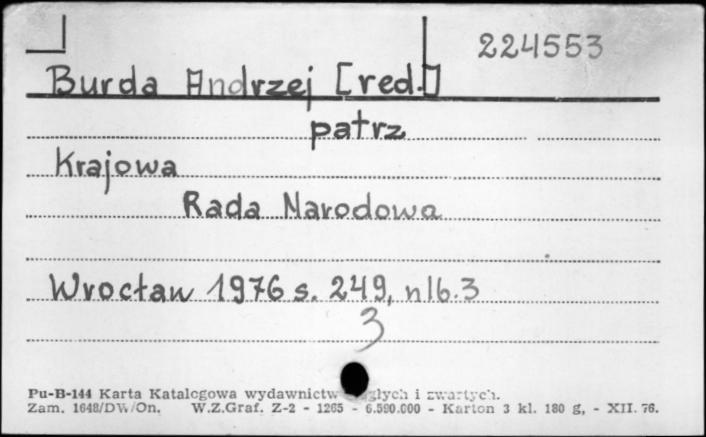 224553
Burda Andrzej [red.]
patrz
Krajowa
Rada Narodowa
Wrocław 1976 s. 249, nlb. 3
3
Pu-B-144 Karta Katalogowa wydawnictw i zwartych.
Zam. 1648/DW/On. W.Z.Graf. Z-2 - 1265 - 6.590.000 - Karton 3 kl. 180 g, - XII. 76.